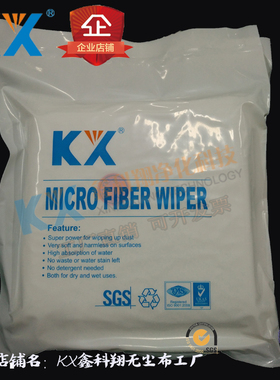 KX®
企
企业店铺
KX®
MICRO FIBER WIPER
Feature:
• Super power for wipping up dust
• Very soft and harmless on surfaces
• High absorption of water
• No waste or water stain left
• No detergent needed
• Both for dry and wet uses.
SGS
店铺名：KX鑫科翔无尘布工厂